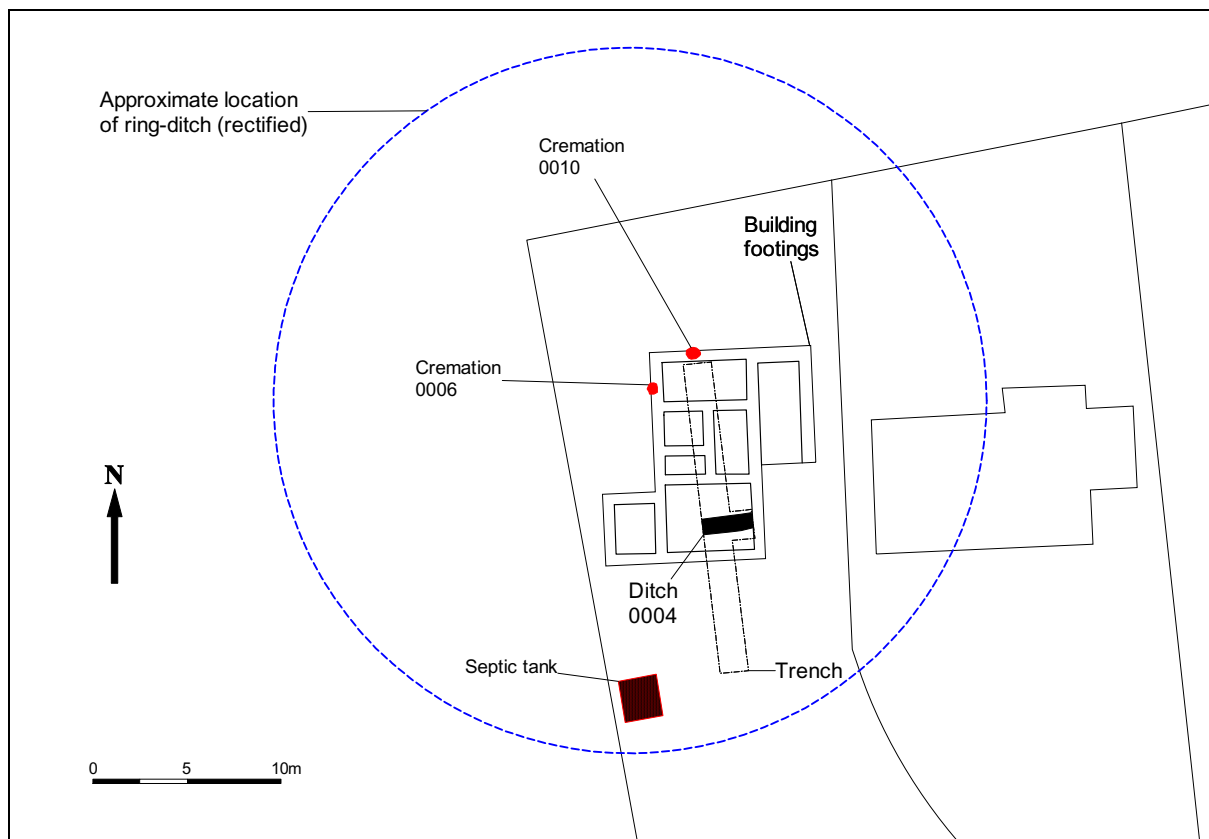 Approximate location
of ring-ditch (rectified)
Cremation
0010
Building
footings
Cremation
0006
N
Ditch
0004
Septic tank
Trench
0 5 10m